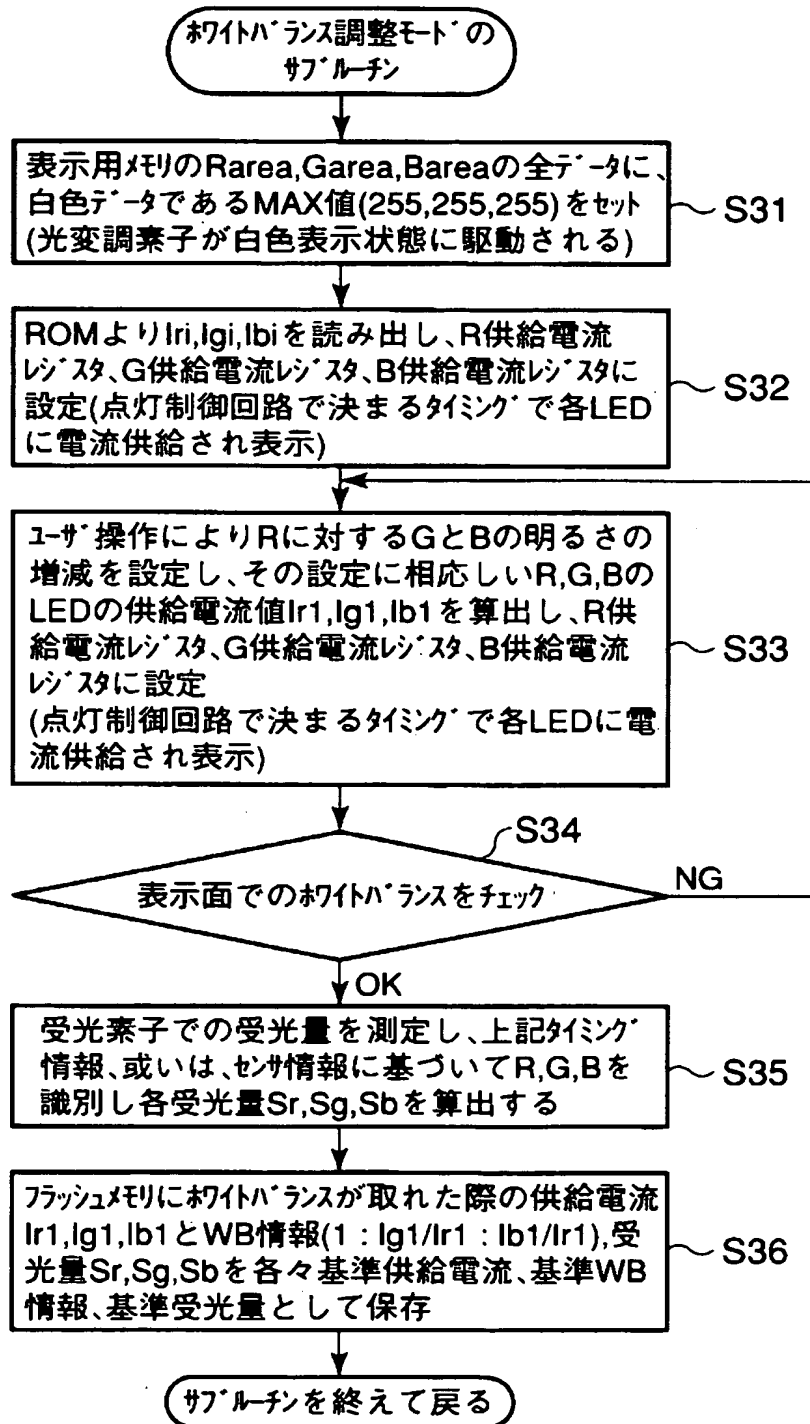 ホワイトバランス調整モードの
サブルーチン
表示用メモリのRarea,Garea,Bareaの全データに、
白色データであるMAX値(255,255,255)をセット
(光変調素子が白色表示状態に駆動される)
S31
ROMよりIri,Igi,Ibiを読み出し、R供給電流
レジスタ、G供給電流レジスタ、B供給電流レジスタに
設定(点灯制御回路で決まるタイミングで各LED
に電流供給され表示)
S32
ユーザ操作によりRに対するGとBの明るさの
増減を設定し、その設定に相応しいR,G,Bの
LEDの供給電流値Ir1,Ig1,Ib1を算出し、R供
給電流レジスタ、G供給電流レジスタ、B供給電流
レジスタに設定
(点灯制御回路で決まるタイミングで各LEDに電
流供給され表示)
S33
S34
表示面でのホワイトバランスをチェック
NG
OK
受光素子での受光量を測定し、上記タイミング
情報、或いは、センサ情報に基づいてR,G,Bを
識別し各受光量Sr,Sg,Sbを算出する
S35
フラッシュメモリにホワイトバランスが取れた際の供給電流
Ir1,Ig1,Ib1とWB情報(1：Ig1/Ir1：Ib1/Ir1),受
光量Sr,Sg,Sbを各々基準供給電流、基準WB
情報、基準受光量として保存
S36
サブルーチンを終えて戻る